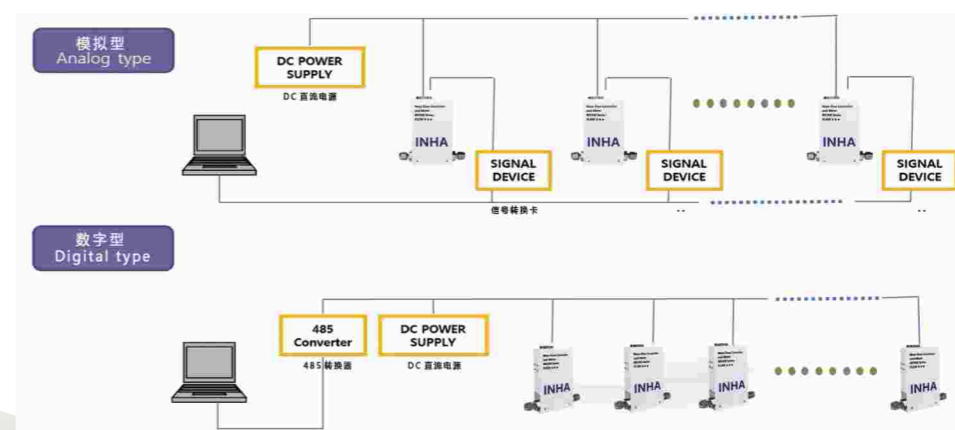 模拟型
Analog type
DC POWER
SUPPLY
DC 直流电源
INHA
INHA
INHA
SIGNAL
DEVICE
SIGNAL
DEVICE
SIGNAL
DEVICE
信号转换卡
数字型
Digital type
485
Converter
485 转换器
DC POWER
SUPPLY
DC 直流电源
INHA
INHA
INHA
INHA